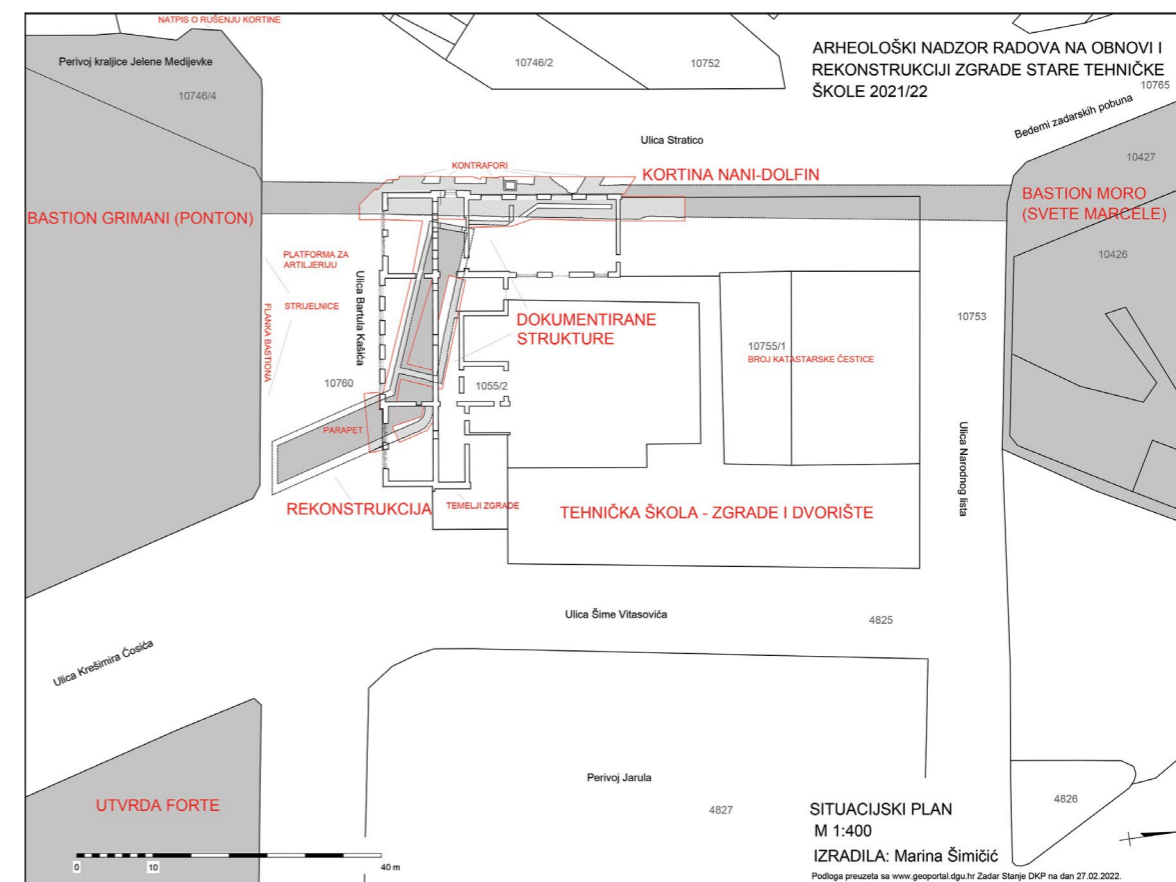 NATPIS O RUŠENJU KORTINE
Perivoj kraljice Jelene Medijevke
10746/4
10746/2
10752
ARHEOLOŠKI NADZOR RADOVA NA OBNOVI I
REKONSTRUKCIJI ZGRADE STARE TEHNIČKE
ŠKOLE 2021/22
10765
Bedemi zadarskih pobuna
Ulica Stratico
10427
KONTRAFORI
KORTINA NANI-DOLFIN
BASTION MORO
(SVETE MARCELE)
BASTION GRIMANI (PONTON)
10426
PLATFORMA ZA
ARTILJERIJU
Ulica Bartula Kašića
STRIJELNICE
FLANKA BASTIONA
DOKUMENTIRANE
STRUKTURE
10753
10755/1
BROJ KATASTARSKE ČESTICE
10760
1055/2
PARAPET
Ulica Narodnog lista
REKONSTRUKCIJA
TEMELJI ZGRADE
TEHNIČKA ŠKOLA - ZGRADE I DVORIŠTE
Ulica Šime Vitasovića
4825
Ulica Krešimira Ćosića
Perivoj Jarula
4827
4826
UTVRDA FORTE
SITUACIJSKI PLAN
M 1:400
IZRADILA: Marina Šimičić
Podloga preuzeta sa www.geoportal.dgu.hr Zadar Stanje DKP na dan 27.02.2022.
0 10 40 m